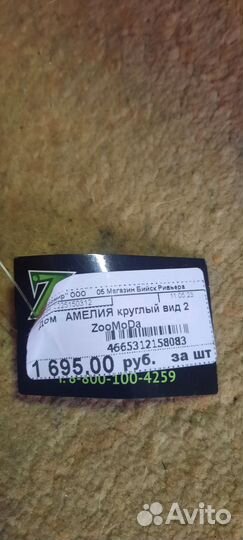 ООО 05 Магазин Бийск Ривьера
11.05.23
Дом АМЕЛИЯ круглый вид 2
ZooMoDa
4665312158083
1 695.00 руб. за шт
т. 8-800-100-4259
Avito